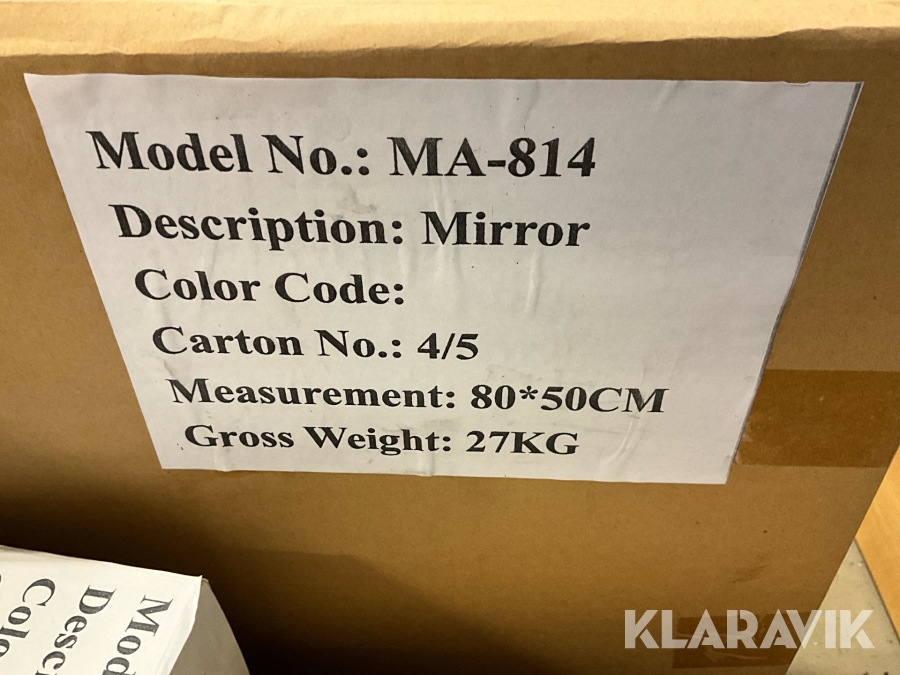 Model No.: MA-814
Description: Mirror
Color Code:
Carton No.: 4/5
Measurement: 80*50CM
Gross Weight: 27KG
KLARAVIK